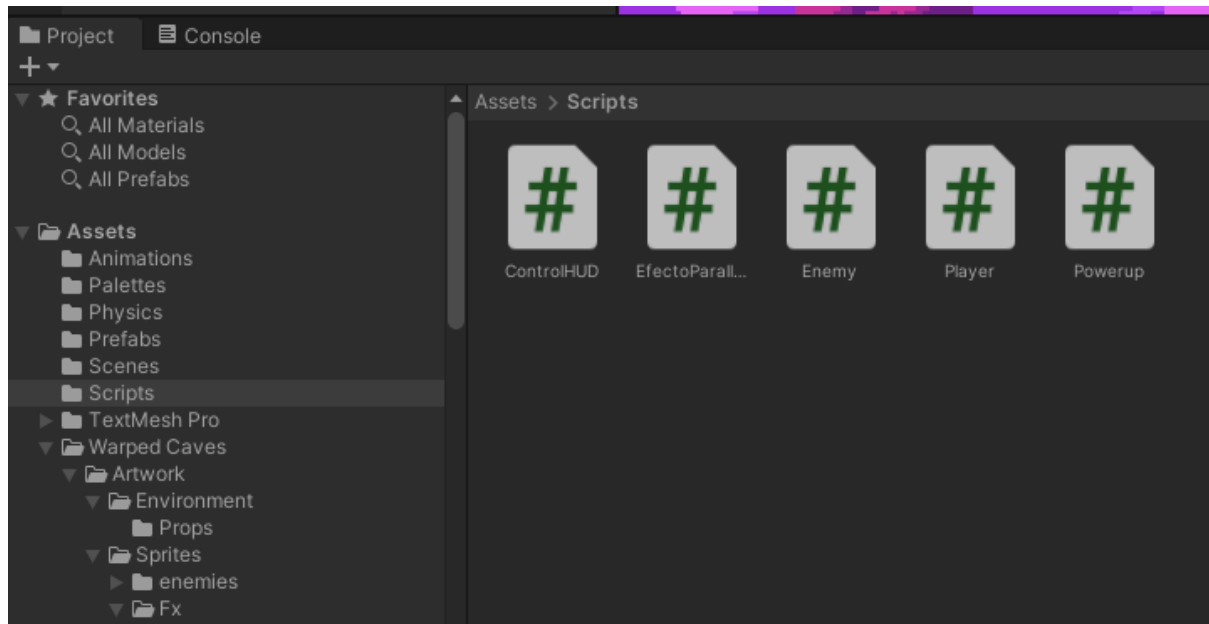 Project Console
Favorites
All Materials
All Models
All Prefabs
Assets
Animations
Palettes
Physics
Prefabs
Scenes
Scripts
TextMesh Pro
Warped Caves
Artwork
Environment
Props
Sprites
enemies
Fx
Assets > Scripts
ControlHUD EfectoParall... Enemy Player Powerup